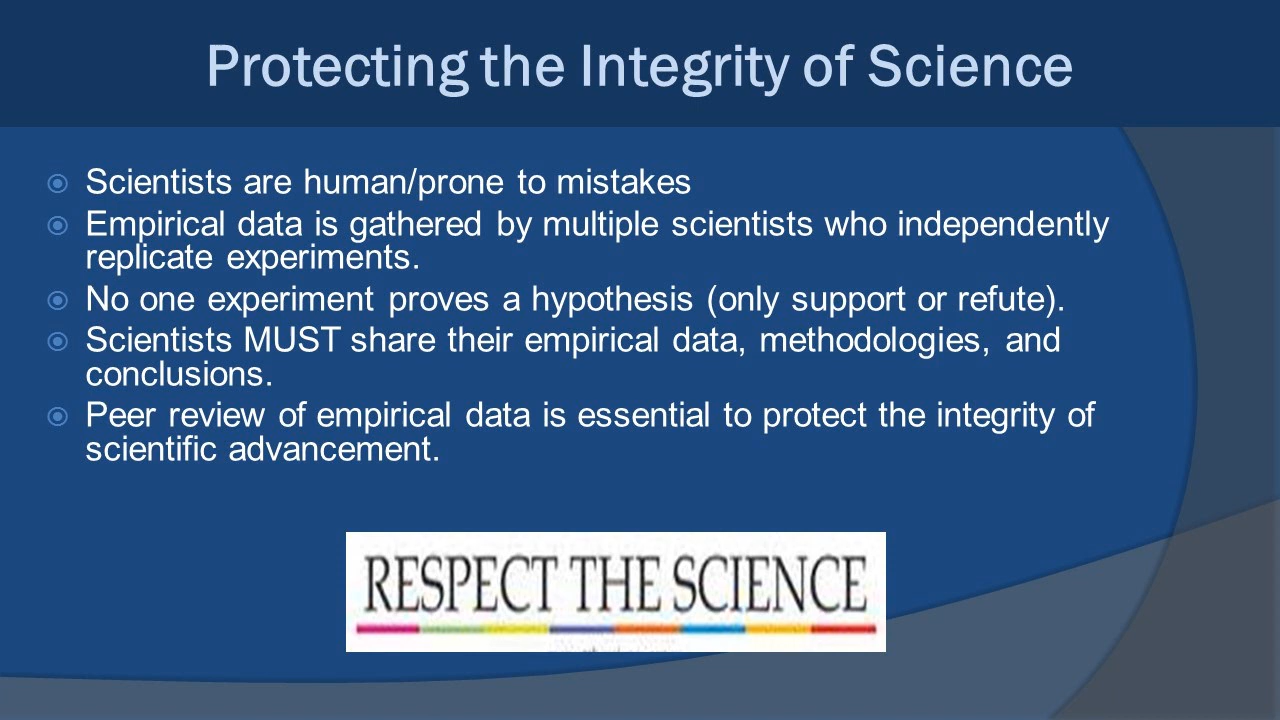 Protecting the Integrity of Science
Scientists are human/prone to mistakes
Empirical data is gathered by multiple scientists who independently
replicate experiments.
No one experiment proves a hypothesis (only support or refute).
Scientists MUST share their empirical data, methodologies, and
conclusions.
Peer review of empirical data is essential to protect the integrity of
scientific advancement.
RESPECT THE SCIENCE